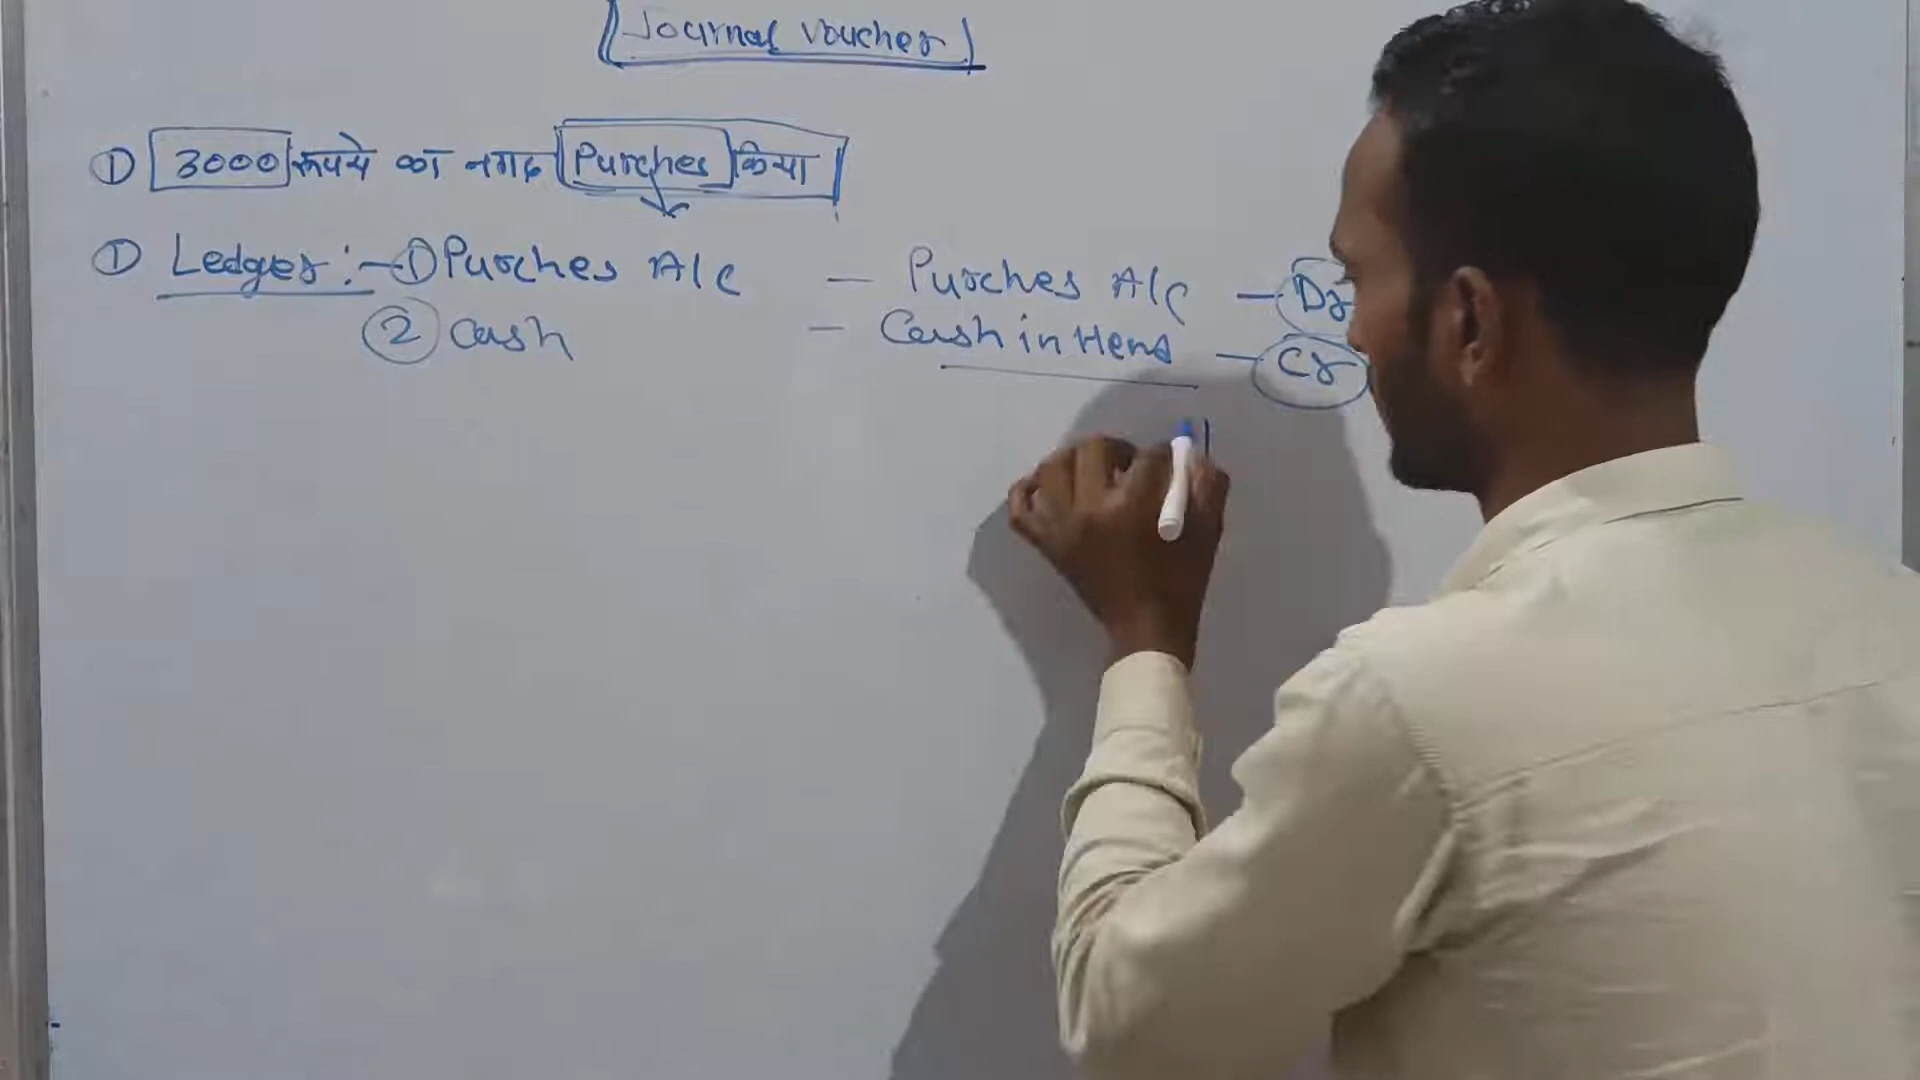 Journal Voucher
① 3000 रूपये का नगद Purches किया
① Ledger :- ① Purches A/c - Purches A/c - Dr
② Cash - Cash in Hend - Cr